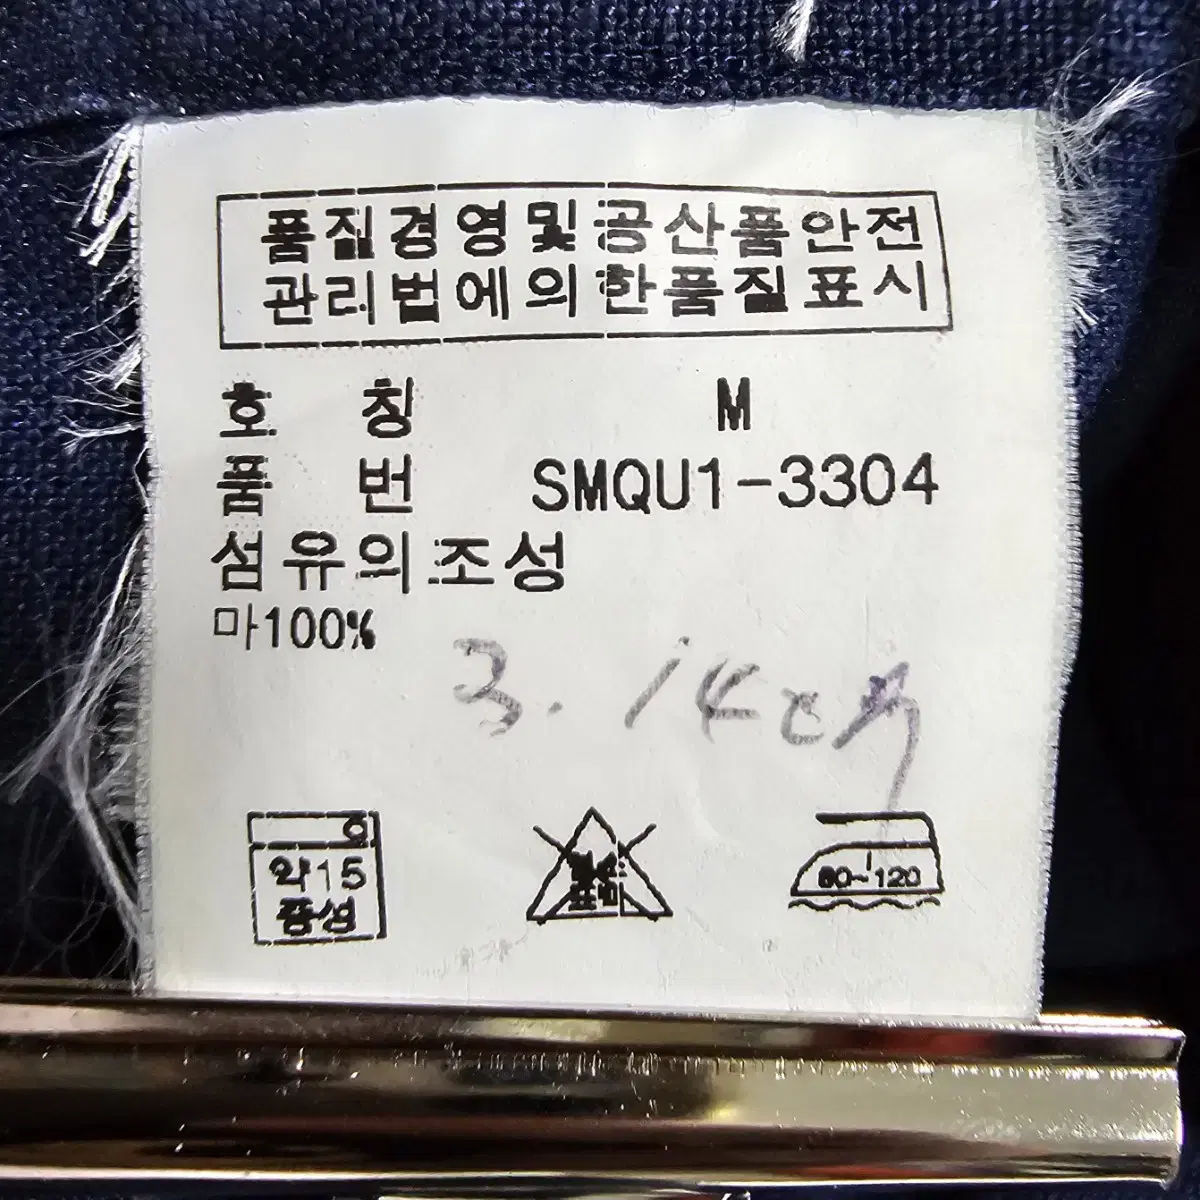 품질경영및공산품안전
관리법에의한품질표시
호 칭 M
품 번 SMQU1-3304
섬유의조성
마100%
3. 14
약15
중성
80~120